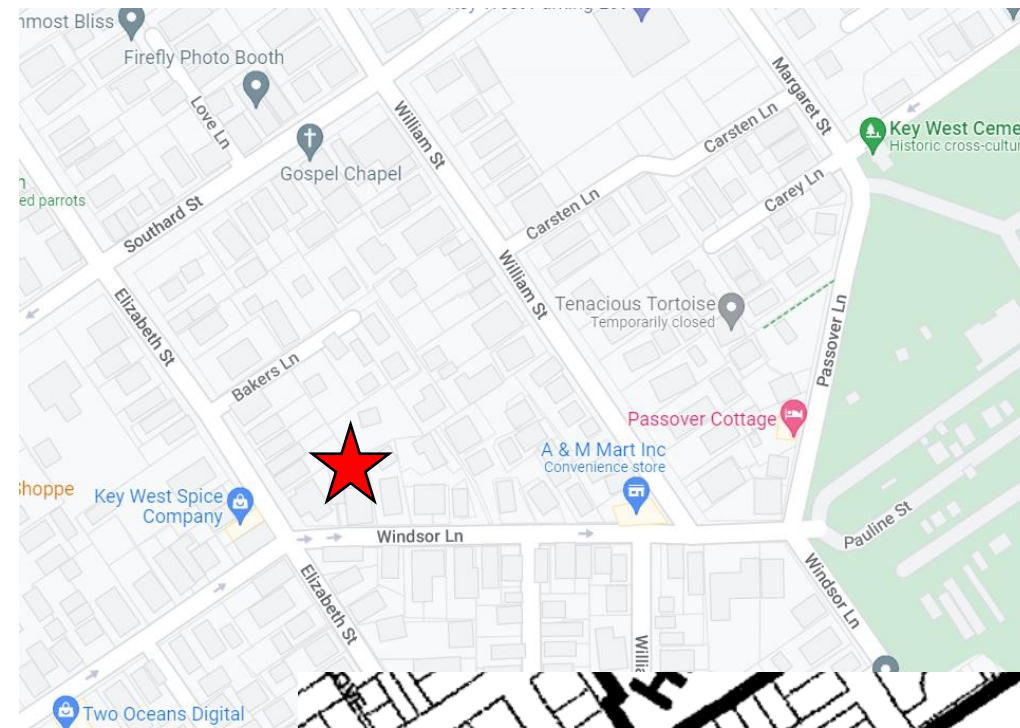 nmost Bliss
Firefly Photo Booth
Love Ln
William St
Gospel Chapel
Margaret St
Carsten Ln
Key West Ceme
Historic cross-cultur
ed parrots
Southard St
Carsten Ln
Carey Ln
William St
Elizabeth St
Tenacious Tortoise
Temporarily closed
Bakers Ln
Passover Ln
Passover Cottage
A & M Mart Inc
Convenience store
Shoppe
Key West Spice
Company
Windsor Ln
Pauline St
Elizabeth St
Windsor Ln
Willi
Two Oceans Digital